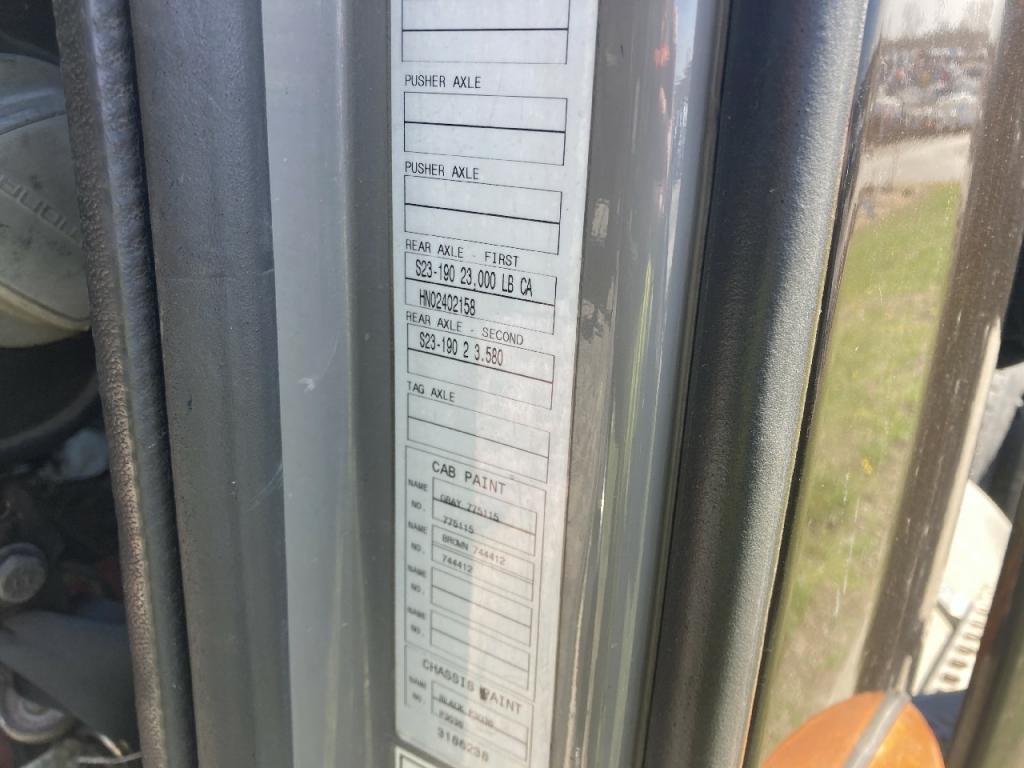 PUSHER AXLE
PUSHER AXLE
REAR AXLE - FIRST
S23-190 23,000 LB CA
HN02402158
REAR AXLE - SECOND
S23-190 2 3.580
TAG AXLE
CAB PAINT
NAME GRAY 775115
NO. 775115
NAME BROWN 744412
NO. 744412
NAME
NO.
NAME
NO.
CHASSIS PAINT
NAME BLACK
NO.
3166238